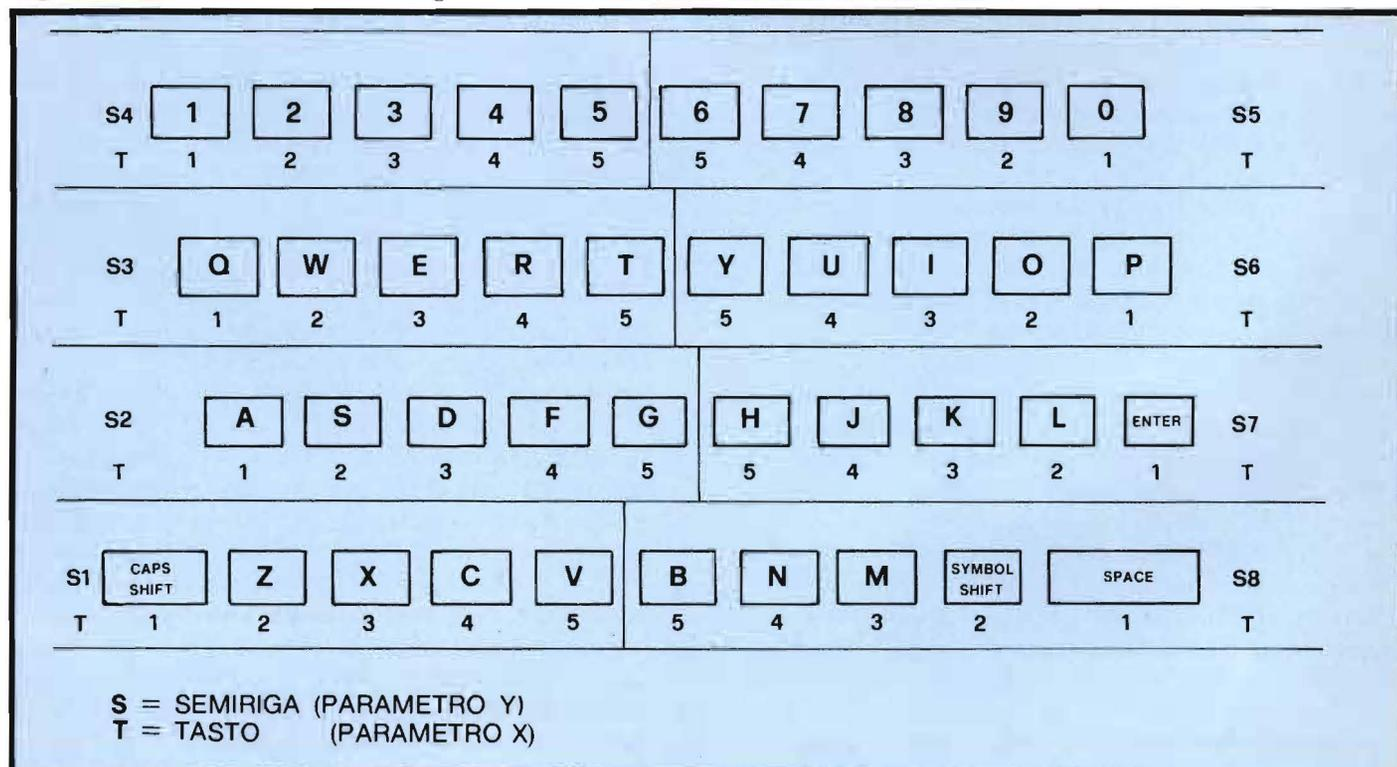 S4 1 2 3 4 5 6 7 8 9 0 S5
T 1 2 3 4 5 5 4 3 2 1 T
S3 Q W E R T Y U I O P S6
T 1 2 3 4 5 5 4 3 2 1 T
S2 A S D F G H J K L ENTER S7
T 1 2 3 4 5 5 4 3 2 1 T
S1 CAPS SHIFT Z X C V B N M SYMBOL SHIFT SPACE S8
T 1 2 3 4 5 5 4 3 2 1 T
S = SEMIRIGA (PARAMETRO Y)
T = TASTO (PARAMETRO X)